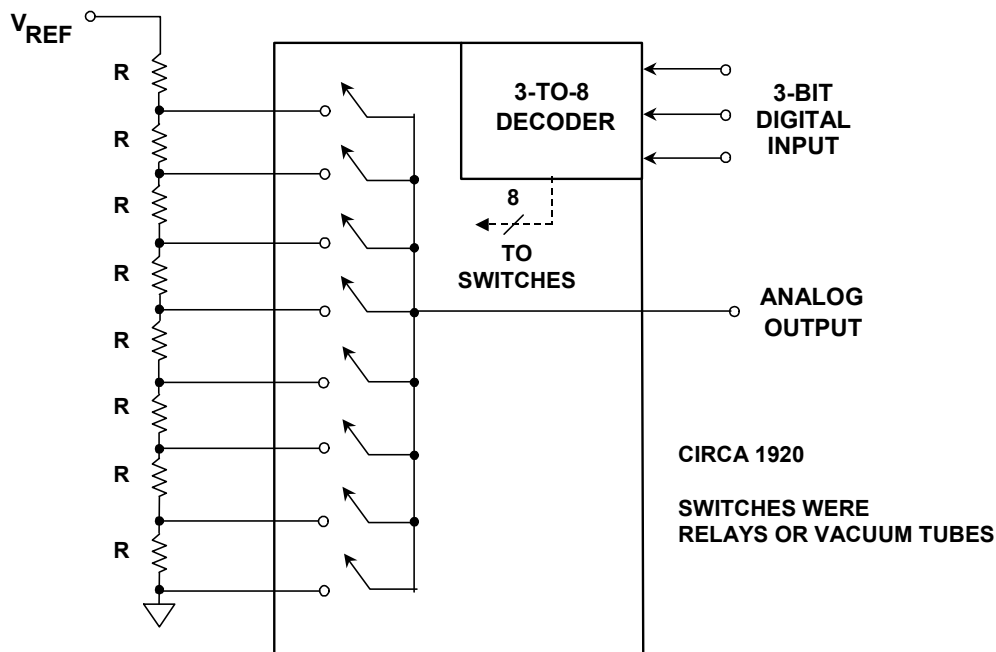 V REF
R
R
R
R
R
R
R
R
3-TO-8
DECODER
3-BIT
DIGITAL
INPUT
8
TO
SWITCHES
ANALOG
OUTPUT
CIRCA 1920
SWITCHES WERE
RELAYS OR VACUUM TUBES